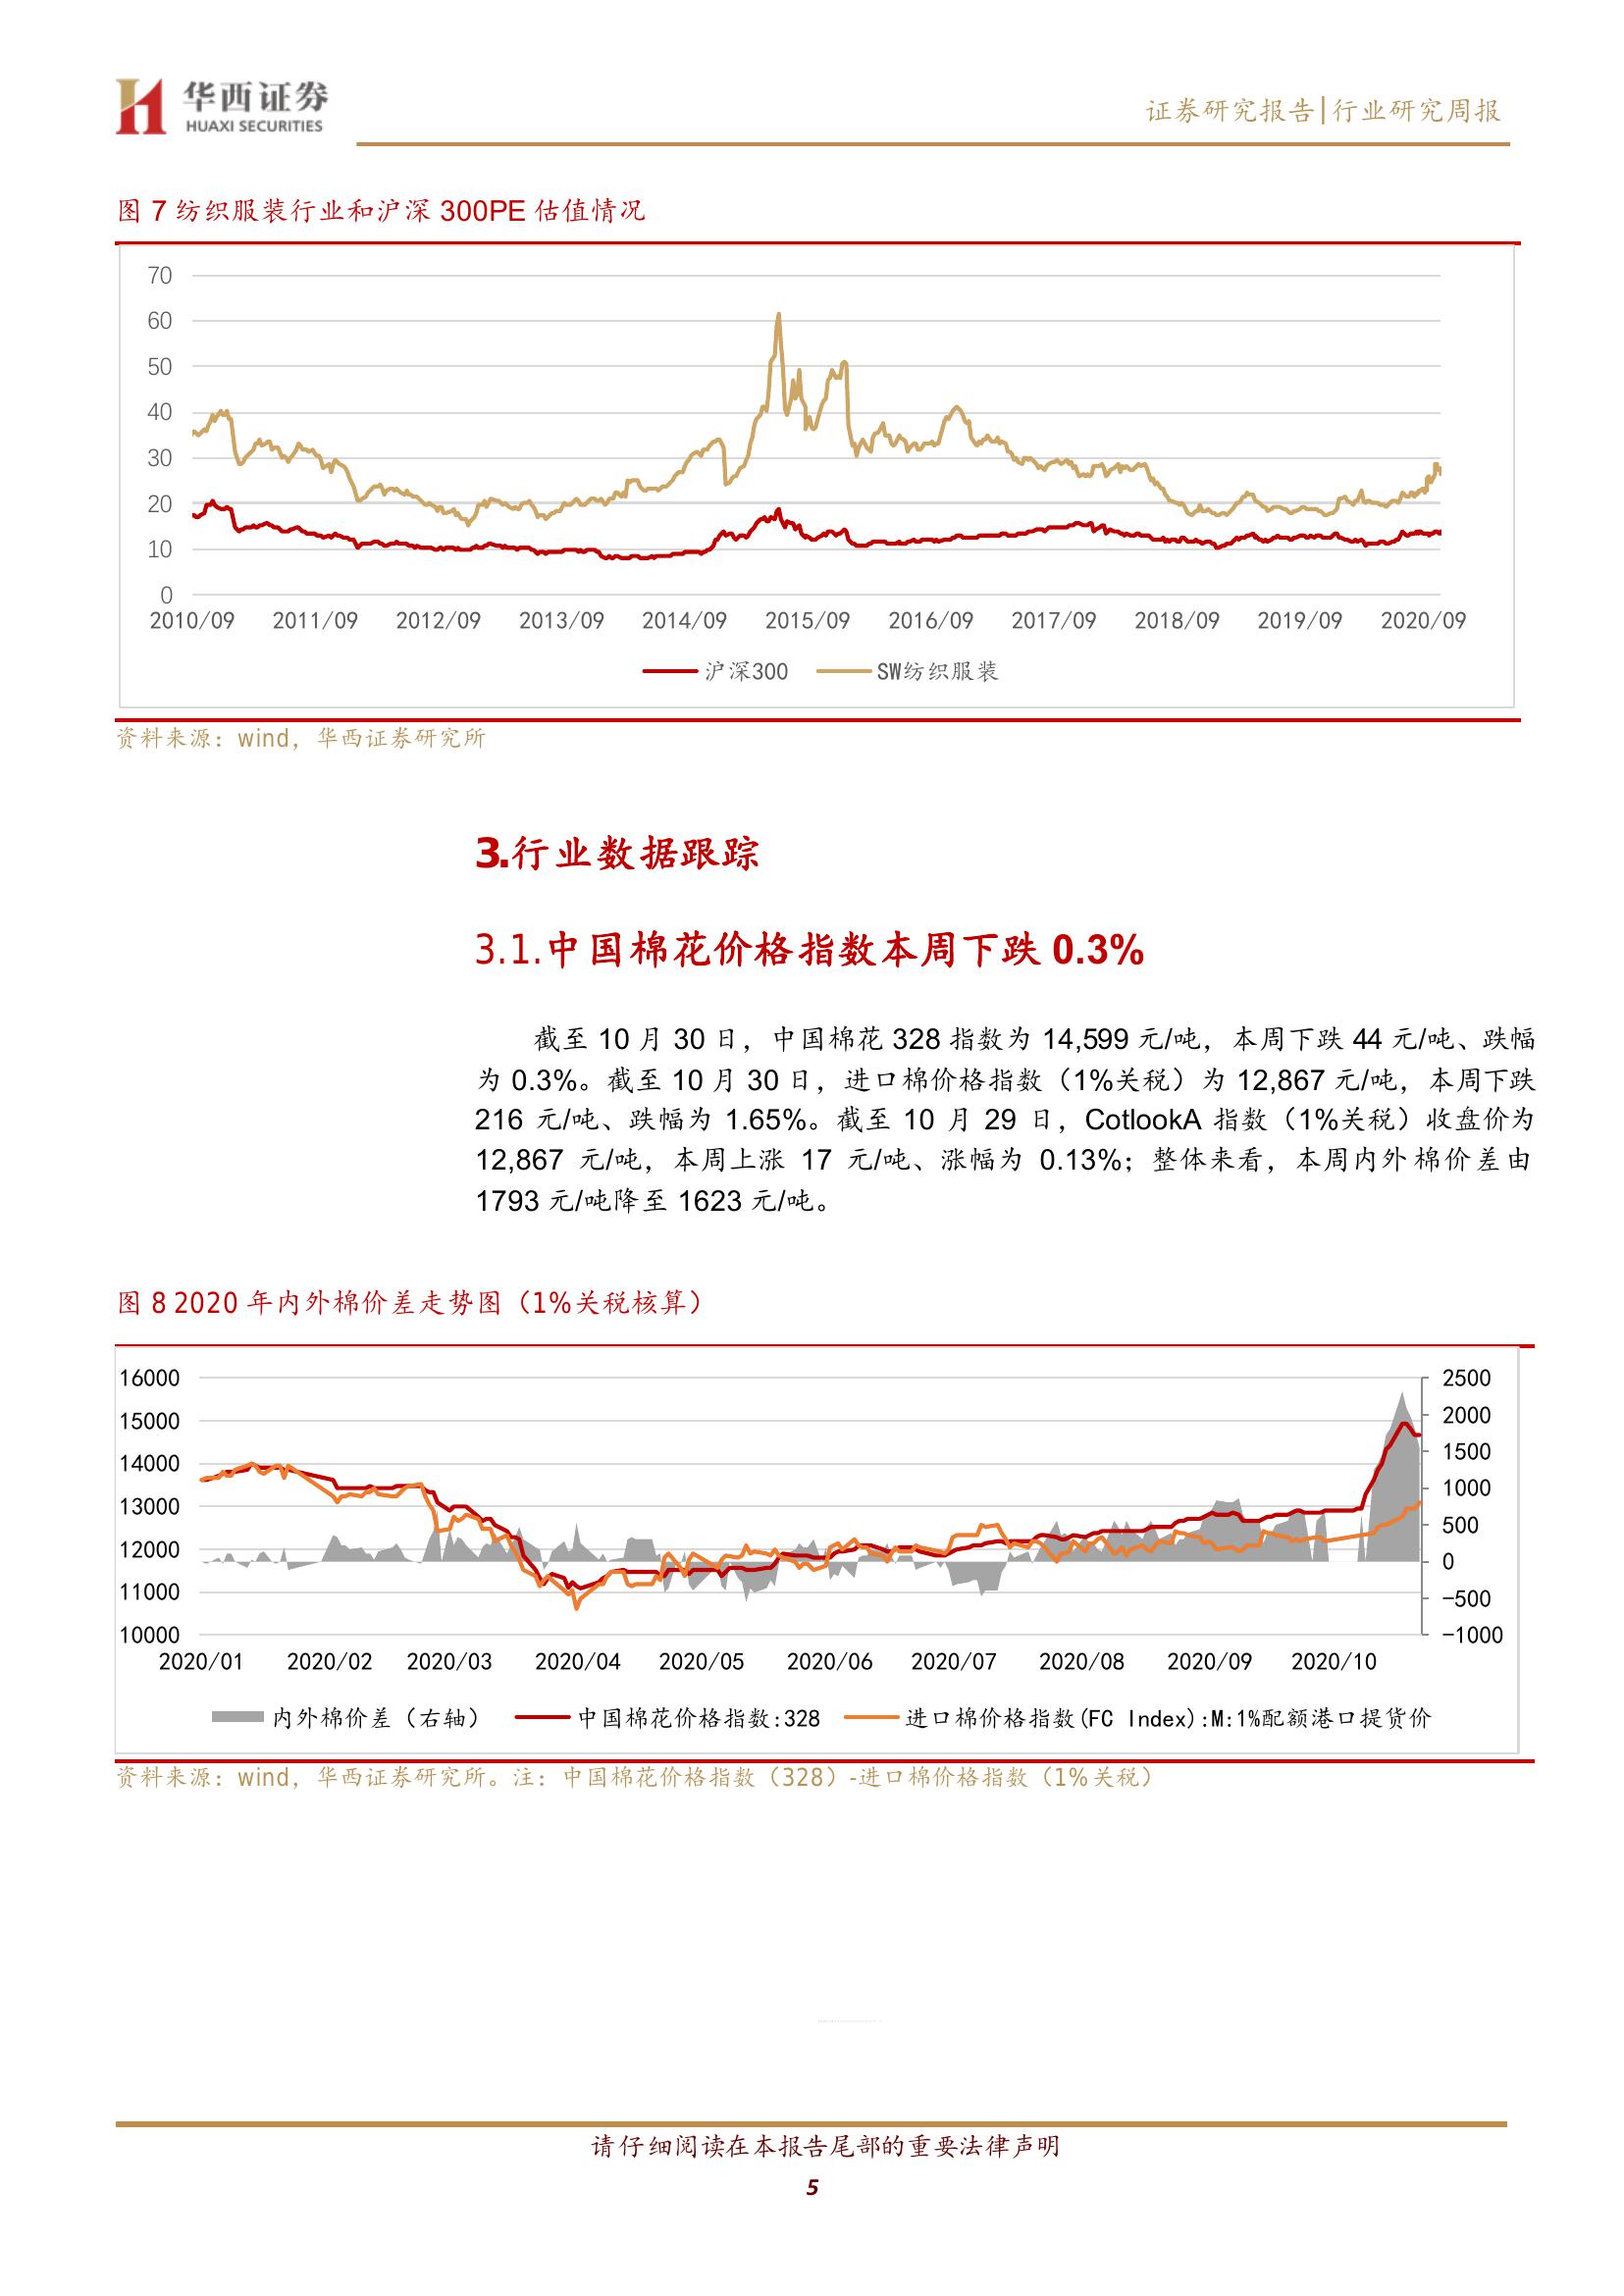 华西证券
HUAXI SECURITIES
证券研究报告|行业研究周报
图 7 纺织服装行业和沪深 300PE 估值情况
70
60
50
40
30
20
10
0
2010/09 2011/09 2012/09 2013/09 2014/09 2015/09 2016/09 2017/09 2018/09 2019/09 2020/09
沪深300 SW纺织服装
资料来源：wind，华西证券研究所
3.行业数据跟踪
3.1.中国棉花价格指数本周下跌 0.3%
截至 10 月 30 日，中国棉花 328 指数为 14,599 元/吨，本周下跌 44 元/吨、跌幅
为 0.3%。截至 10 月 30 日，进口棉价格指数（1%关税）为 12,867 元/吨，本周下跌
216 元/吨、跌幅为 1.65%。截至 10 月 29 日，CotlookA 指数（1%关税）收盘价为
12,867 元/吨，本周上涨 17 元/吨、涨幅为 0.13%；整体来看，本周内外棉价差由
1793 元/吨降至 1623 元/吨。
图 8 2020 年内外棉价差走势图（1%关税核算）
16000 2500
15000 2000
14000 1500
13000 1000
12000 500
11000 0
10000 -500
-1000
2020/01 2020/02 2020/03 2020/04 2020/05 2020/06 2020/07 2020/08 2020/09 2020/10
内外棉价差（右轴） 中国棉花价格指数:328 进口棉价格指数(FC Index):M:1%配额港口提货价
资料来源：wind，华西证券研究所。注：中国棉花价格指数（328）-进口棉价格指数（1%关税）
请仔细阅读在本报告尾部的重要法律声明
5